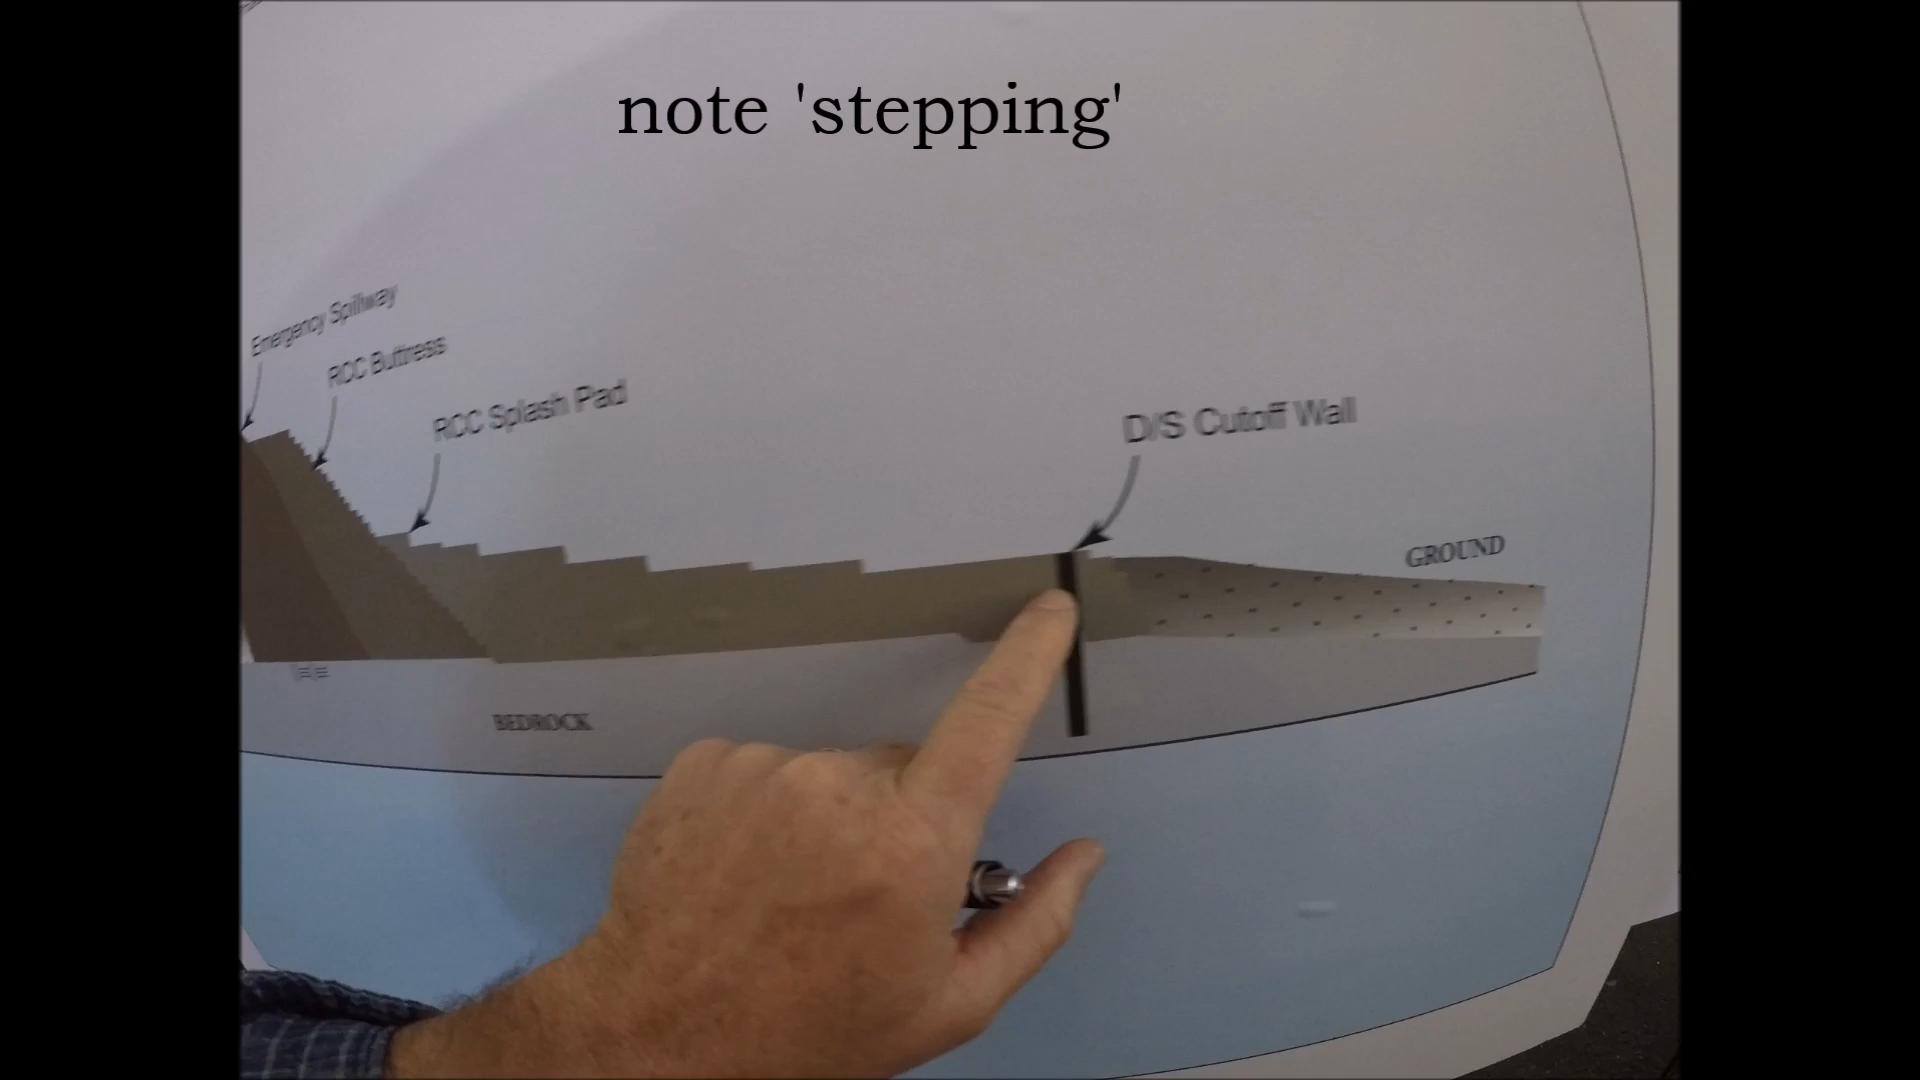 note 'stepping'
Emergency Spillway
RCC Buttress
RCC Splash Pad
D/S Cutoff Wall
GROUND
BEDROCK